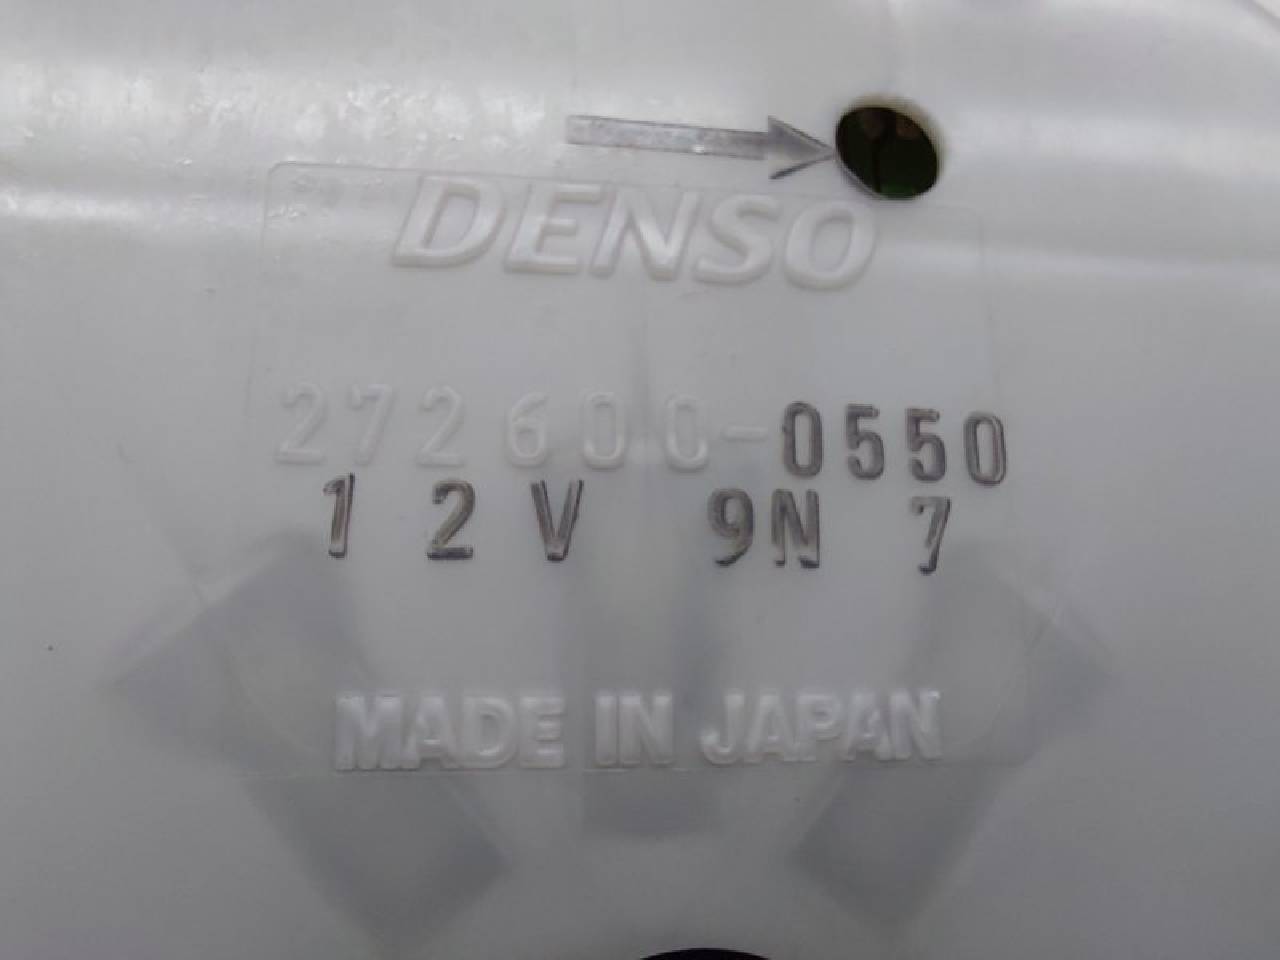 DENSO
272600-0550
12V 9N 7
MADE IN JAPAN